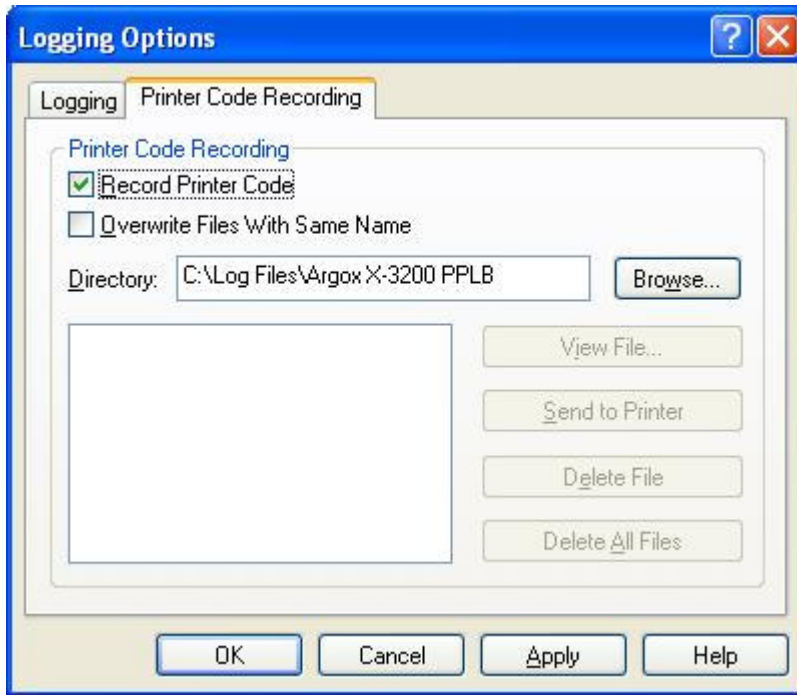 Logging Options
Logging Printer Code Recording
Printer Code Recording
Record Printer Code
Overwrite Files With Same Name
Directory: C:\Log Files\Argox X-3200 PPLB Browse...
View File...
Send to Printer
Delete File
Delete All Files
OK Cancel Apply Help